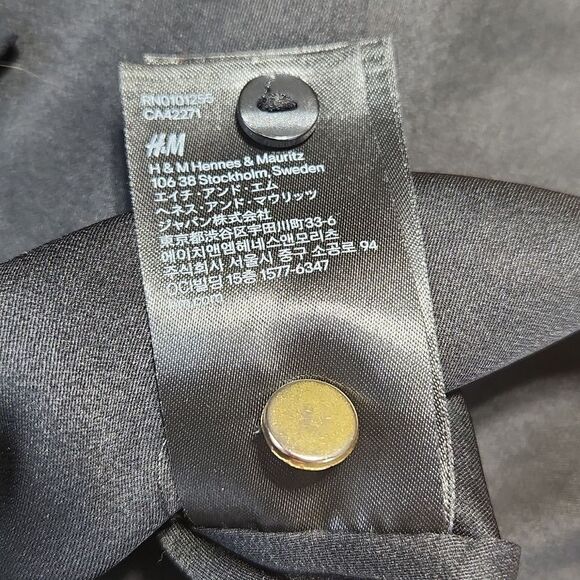 RN0101255
CA42271
H&M
H & M Hennes & Mauritz
106 38 Stockholm, Sweden
エイチ・アンド・エム
ヘネス・アンド・マウリッツ
ジャパン株式会社
東京都渋谷区宇田川町33-6
에이치앤엠헤네스앤모리츠
주식회사 서울시 중구 소공로 94
OCI빌딩 15층 1577-6347